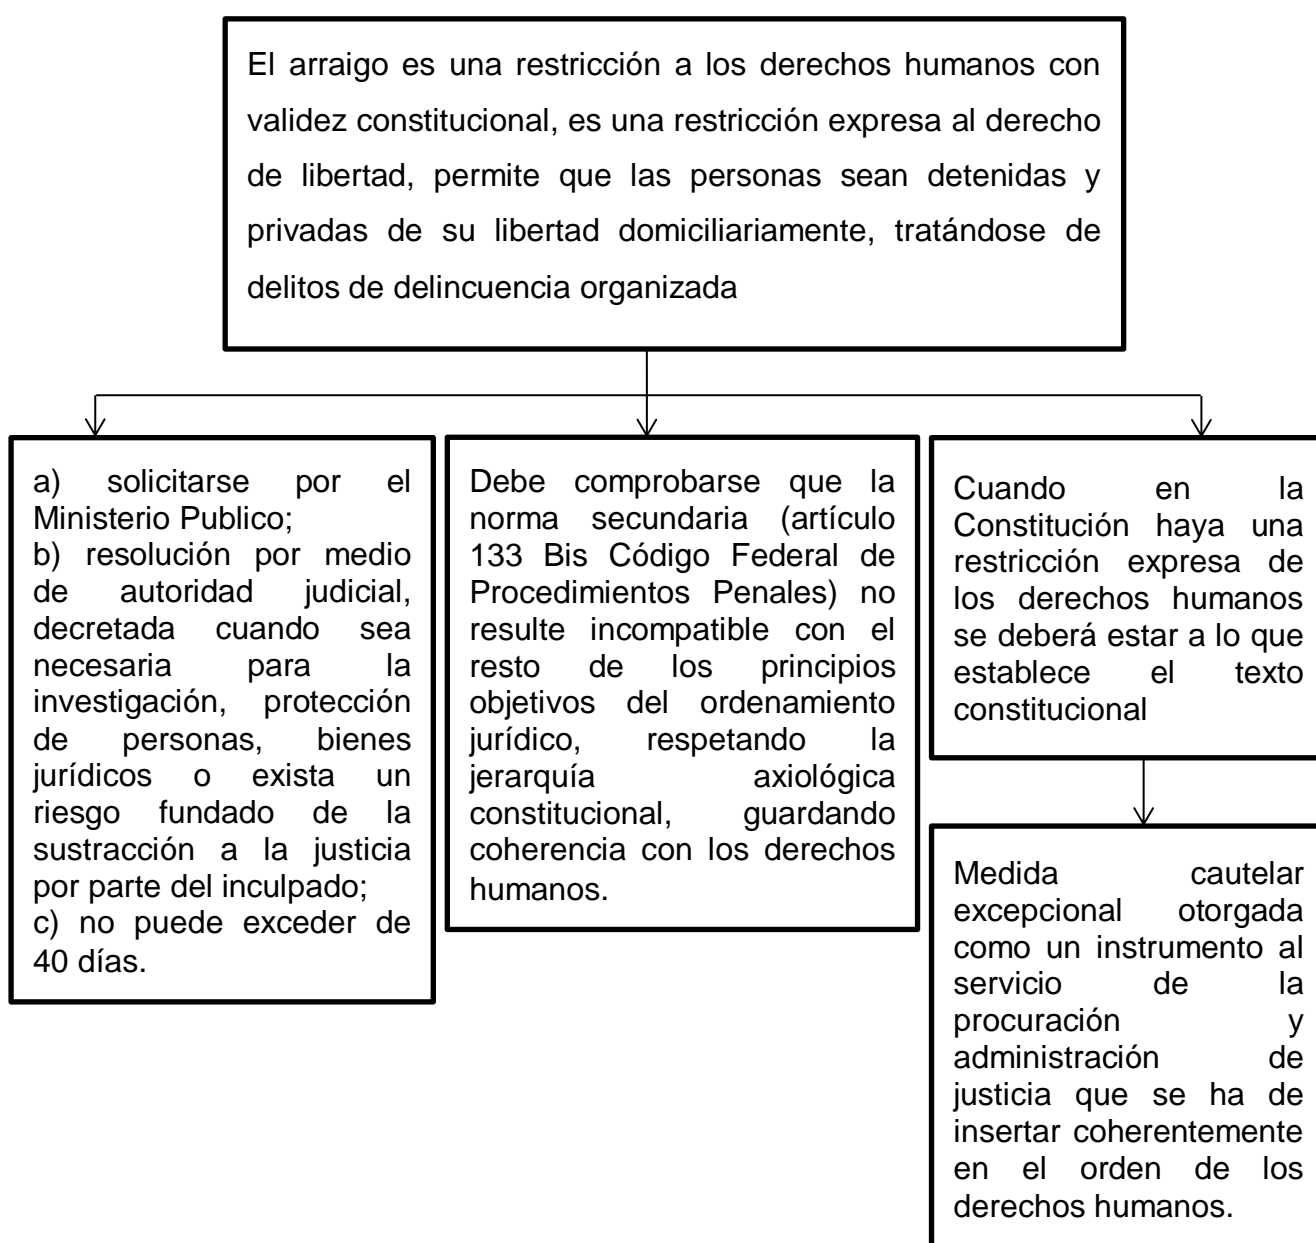 El arraigo es una restricción a los derechos humanos con
validez constitucional, es una restricción expresa al derecho
de libertad, permite que las personas sean detenidas y
privadas de su libertad domiciliariamente, tratándose de
delitos de delincuencia organizada
a) solicitarse por el
Ministerio Publico;
b) resolución por medio
de autoridad judicial,
decretada cuando sea
necesaria para la
investigación, protección
de personas, bienes
jurídicos o exista un
riesgo fundado de la
sustracción a la justicia
por parte del inculpado;
c) no puede exceder de
40 días.
Debe comprobarse que la
norma secundaria (artículo
133 Bis Código Federal de
Procedimientos Penales) no
resulte incompatible con el
resto de los principios
objetivos del ordenamiento
jurídico, respetando la
jerarquía axiológica
constitucional, guardando
coherencia con los derechos
humanos.
Cuando en la
Constitución haya una
restricción expresa de
los derechos humanos
se deberá estar a lo que
establece el texto
constitucional
Medida cautelar
excepcional otorgada
como un instrumento al
servicio de la
procuración y
administración de
justicia que se ha de
insertar coherentemente
en el orden de los
derechos humanos.